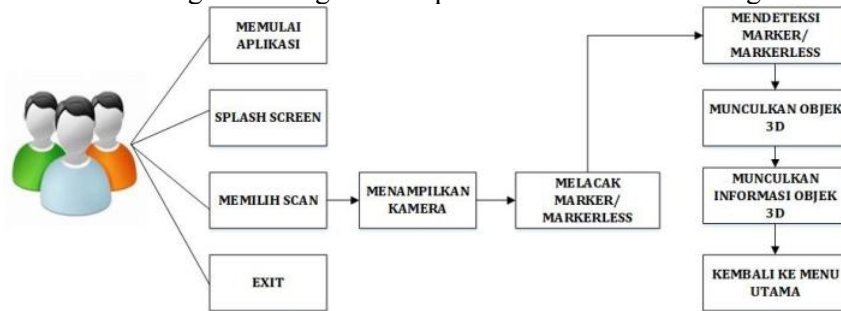 MEMULAI
APLIKASI
SPLASH SCREEN
MEMILIH SCAN
EXIT
MENAMPILKAN
KAMERA
MELACAK
MARKER/
MARKERLESS
MENDETEKSI
MARKER/
MARKERLESS
MUNCULKAN OBJEK
3D
MUNCULKAN
INFORMASI OBJEK
3D
KEMBALI KE MENU
UTAMA